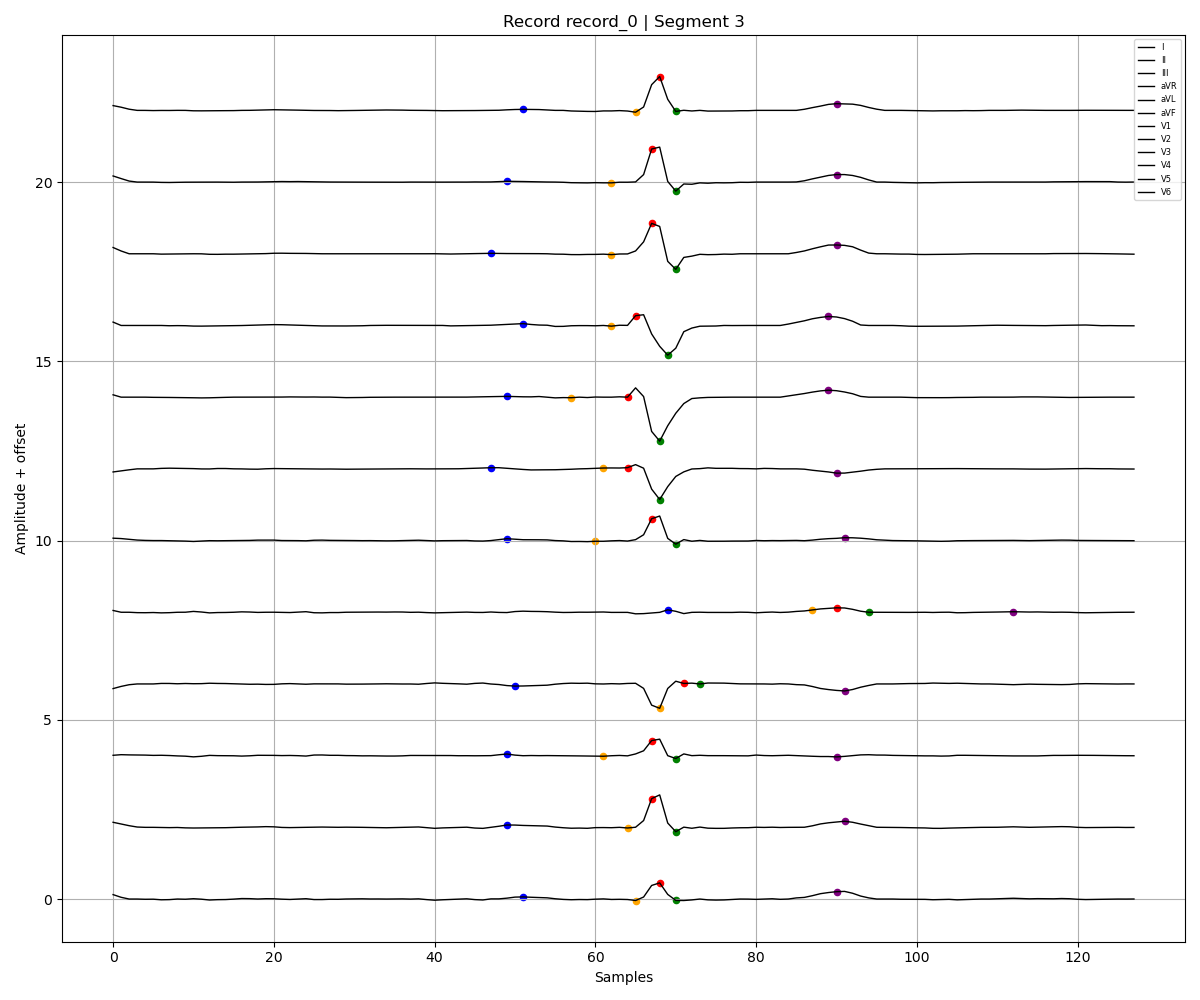 Record record_0 | Segment 3
I
II
III
aVR
aVL
aVF
V1
V2
V3
V4
V5
V6
20
15
10
5
0
Amplitude + offset
0 20 40 60 80 100 120
Samples